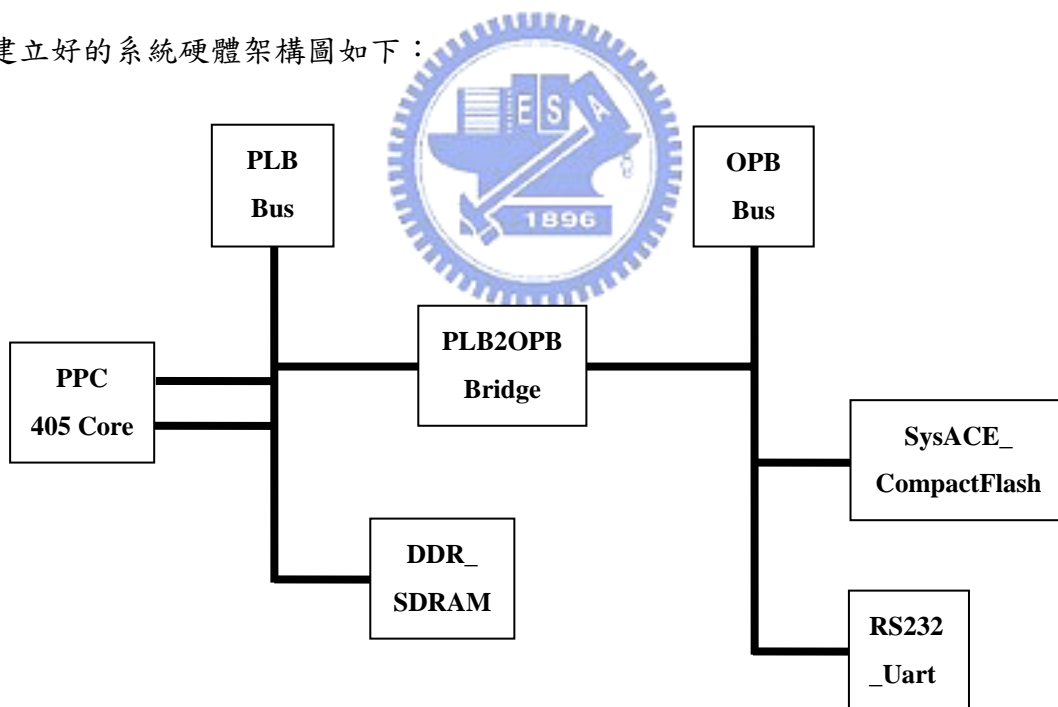 建立好的系統硬體架構圖如下：
E S A
1896
PLB
Bus
OPB
Bus
PLB2OPB
Bridge
PPC
405 Core
SysACE_
CompactFlash
DDR_
SDRAM
RS232
_Uart